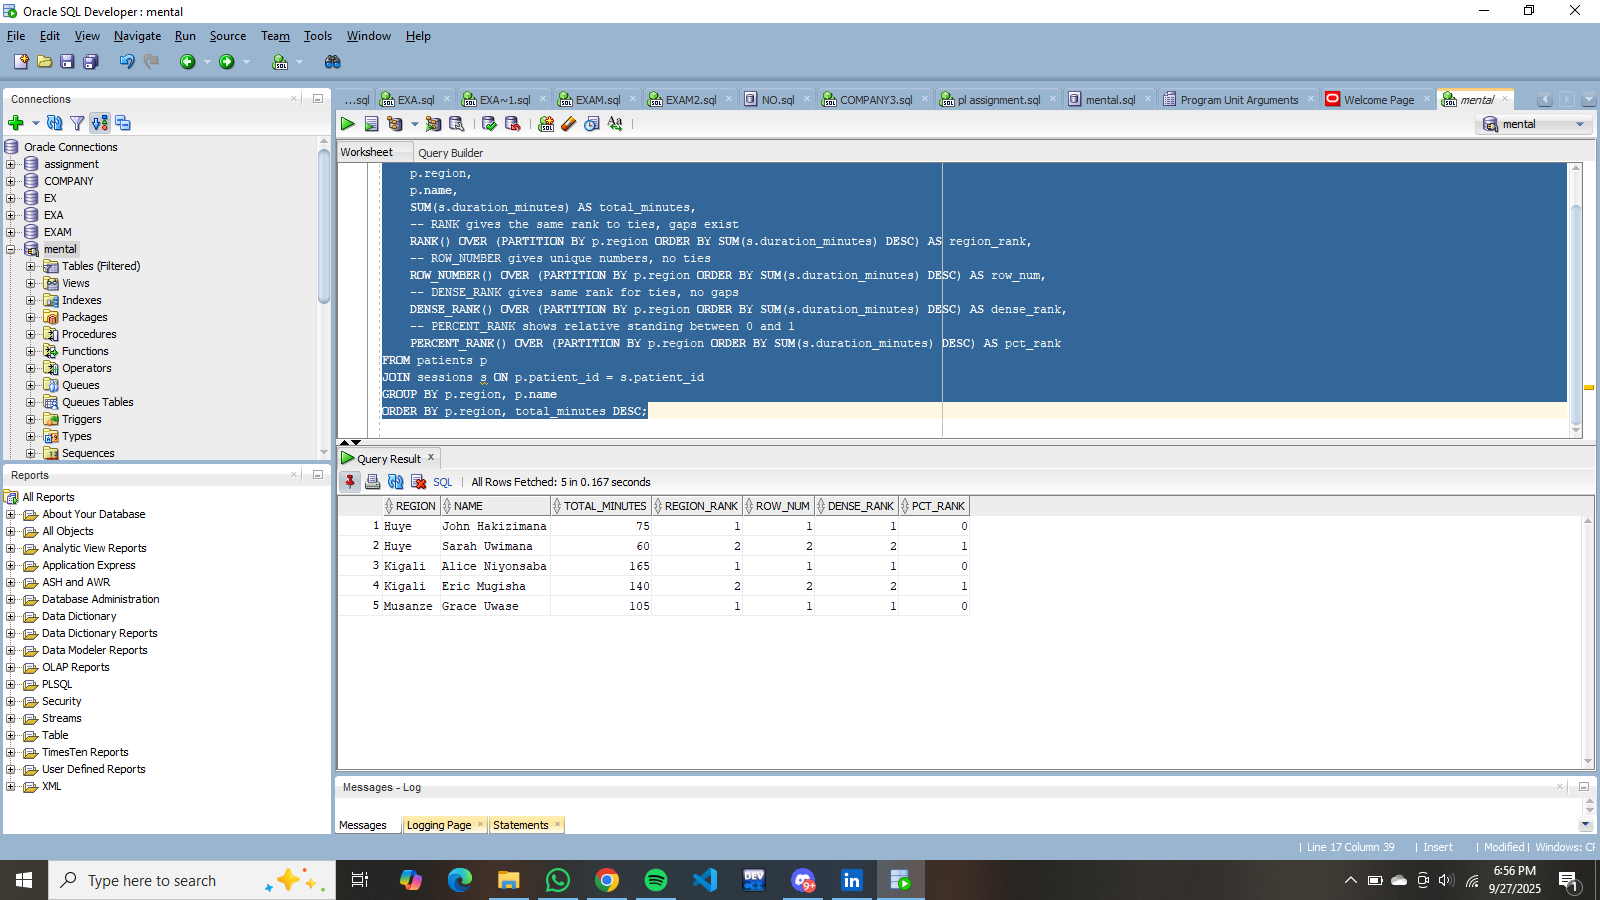 Oracle SQL Developer : mental
File Edit View Navigate Run Source Team Tools Window Help
Connections
Oracle Connections
assignment
COMPANY
EX
EXA
EXAM
mental
Tables (Filtered)
Views
Indexes
Packages
Procedures
Functions
Operators
Queues
Queues Tables
Triggers
Types
Sequences
Reports
All Reports
About Your Database
All Objects
Analytic View Reports
Application Express
ASH and AWR
Database Administration
Data Dictionary
Data Dictionary Reports
Data Modeler Reports
OLAP Reports
PLSQL
Security
Streams
Table
TimesTen Reports
User Defined Reports
XML
...sql EXA.sql EXA~1.sql EXAM.sql EXAM2.sql NO.sql COMPANY3.sql pl assignment.sql mental.sql Program Unit Arguments Welcome Page mental
mental
Worksheet Query Builder
p.region,
p.name,
SUM(s.duration_minutes) AS total_minutes,
-- RANK gives the same rank to ties, gaps exist
RANK() OVER (PARTITION BY p.region ORDER BY SUM(s.duration_minutes) DESC) AS region_rank,
-- ROW_NUMBER gives unique numbers, no ties
ROW_NUMBER() OVER (PARTITION BY p.region ORDER BY SUM(s.duration_minutes) DESC) AS row_num,
-- DENSE_RANK gives same rank for ties, no gaps
DENSE_RANK() OVER (PARTITION BY p.region ORDER BY SUM(s.duration_minutes) DESC) AS dense_rank,
-- PERCENT_RANK shows relative standing between 0 and 1
PERCENT_RANK() OVER (PARTITION BY p.region ORDER BY SUM(s.duration_minutes) DESC) AS pct_rank
FROM patients p
JOIN sessions s ON p.patient_id = s.patient_id
GROUP BY p.region, p.name
ORDER BY p.region, total_minutes DESC;
Query Result
SQL All Rows Fetched: 5 in 0.167 seconds
REGION NAME TOTAL_MINUTES REGION_RANK ROW_NUM DENSE_RANK PCT_RANK
1 Huye John Hakizimana 75 1 1 1 0
2 Huye Sarah Uwimana 60 2 2 2 1
3 Kigali Alice Niyonsaba 165 1 1 1 0
4 Kigali Eric Mugisha 140 2 2 2 1
5 Musanze Grace Uwase 105 1 1 1 0
Messages - Log
Messages Logging Page Statements
Line 17 Column 39 Insert Modified Windows: CF
Type here to search
DEV
9+
6:56 PM
9/27/2025
1